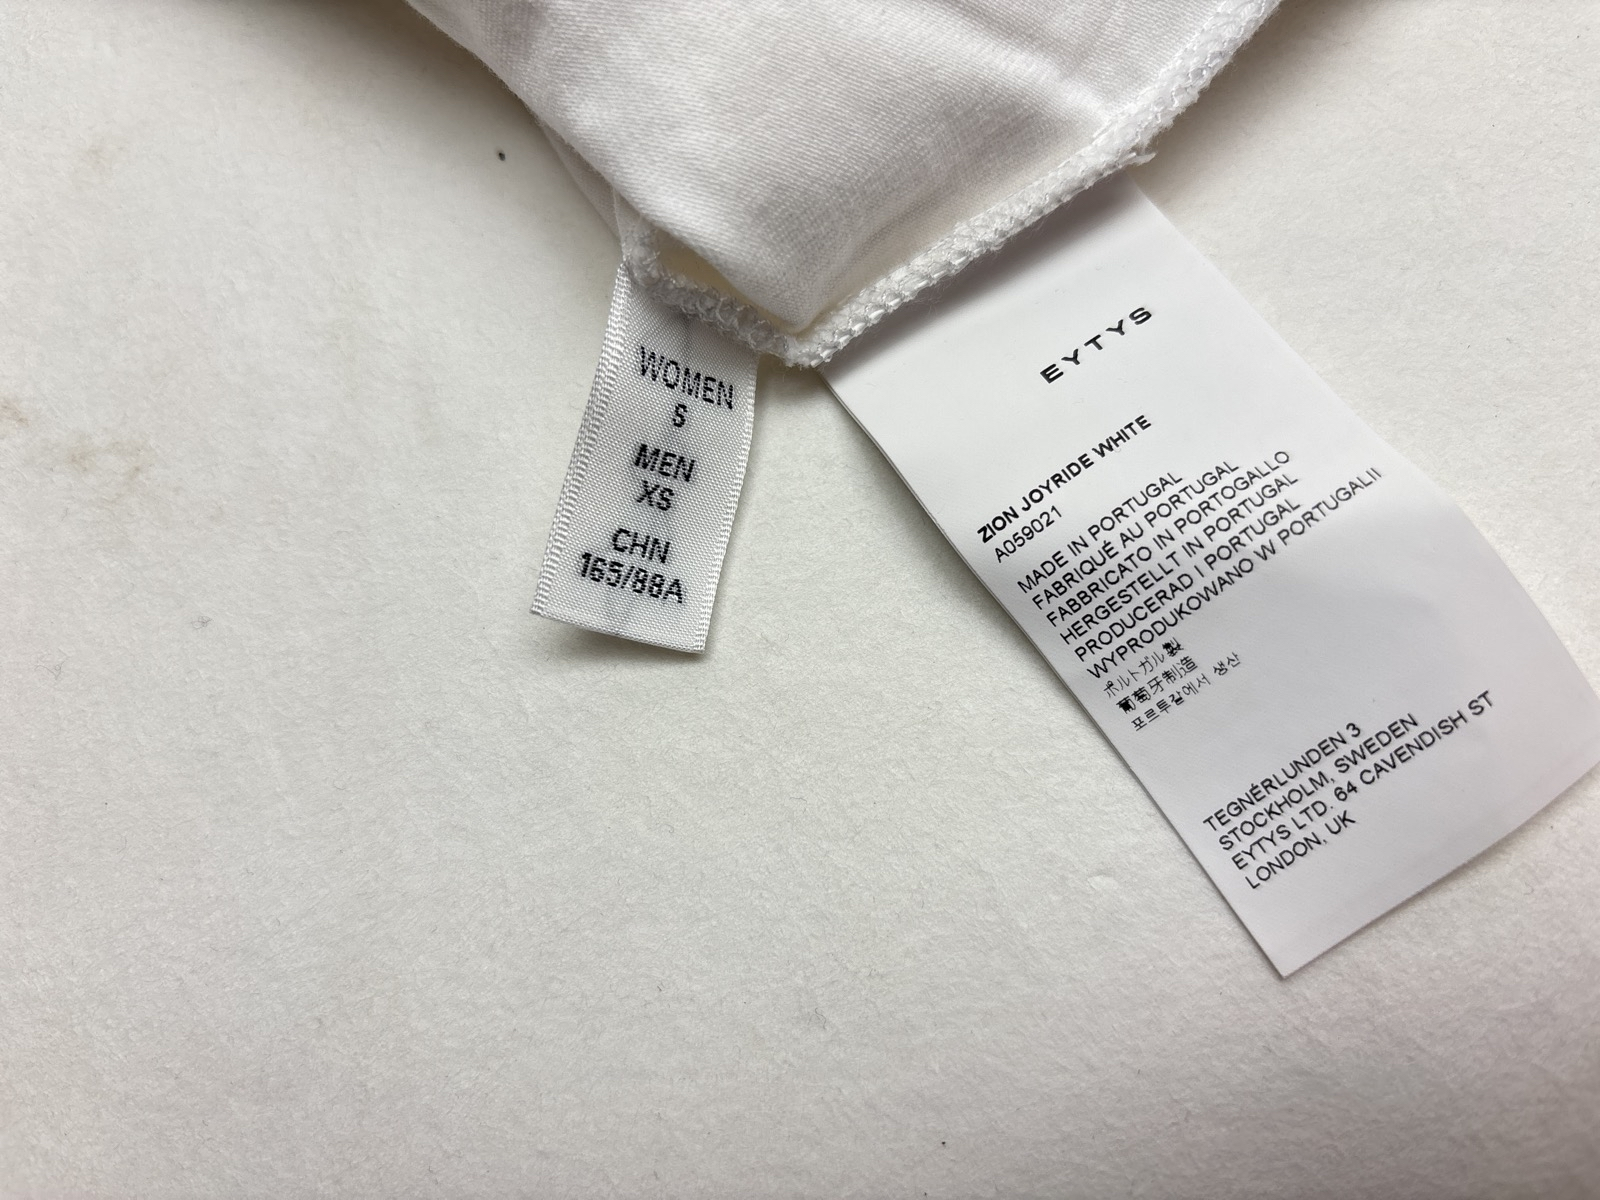 WOMEN
S
MEN
XS
CHN
165/88A
EYTYS
ZION JOYRIDE WHITE
A059021
MADE IN PORTUGAL
FABRIQUÉ AU PORTUGAL
FABBRICATO IN PORTOGALLO
HERGESTELLT IN PORTUGAL
PRODUCERAD I PORTUGAL
WYPRODUKOWANO W PORTUGALII
ポルトガル製
葡萄牙制造
포르투갈에서 생산
TEGNÉRLUNDEN 3
STOCKHOLM, SWEDEN
EYTYS LTD. 64 CAVENDISH ST
LONDON, UK